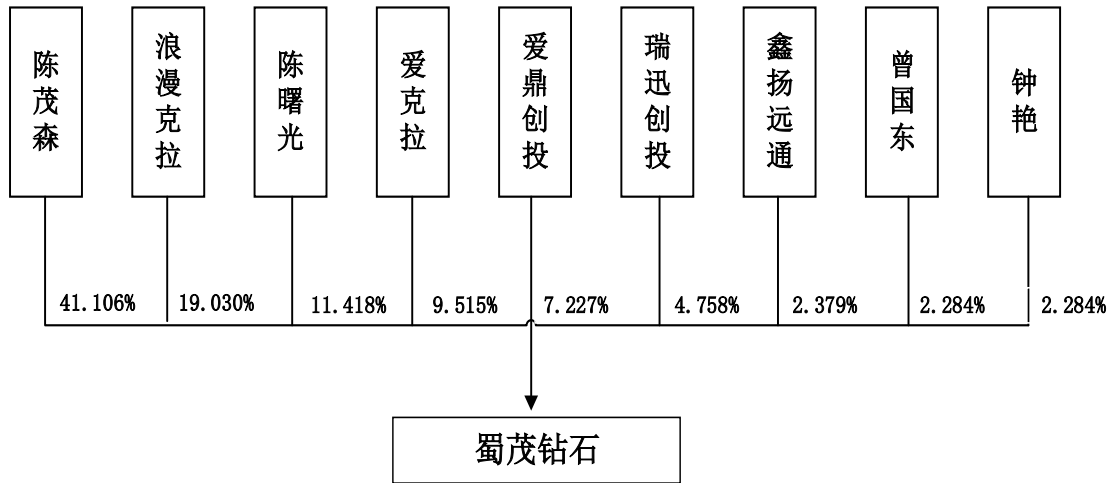 陈茂森
浪漫克拉
陈曙光
爱克拉
爱鼎创投
瑞迅创投
鑫扬远通
曾国东
钟艳
41.106%
19.030%
11.418%
9.515%
7.227%
4.758%
2.379%
2.284%
2.284%
蜀茂钻石